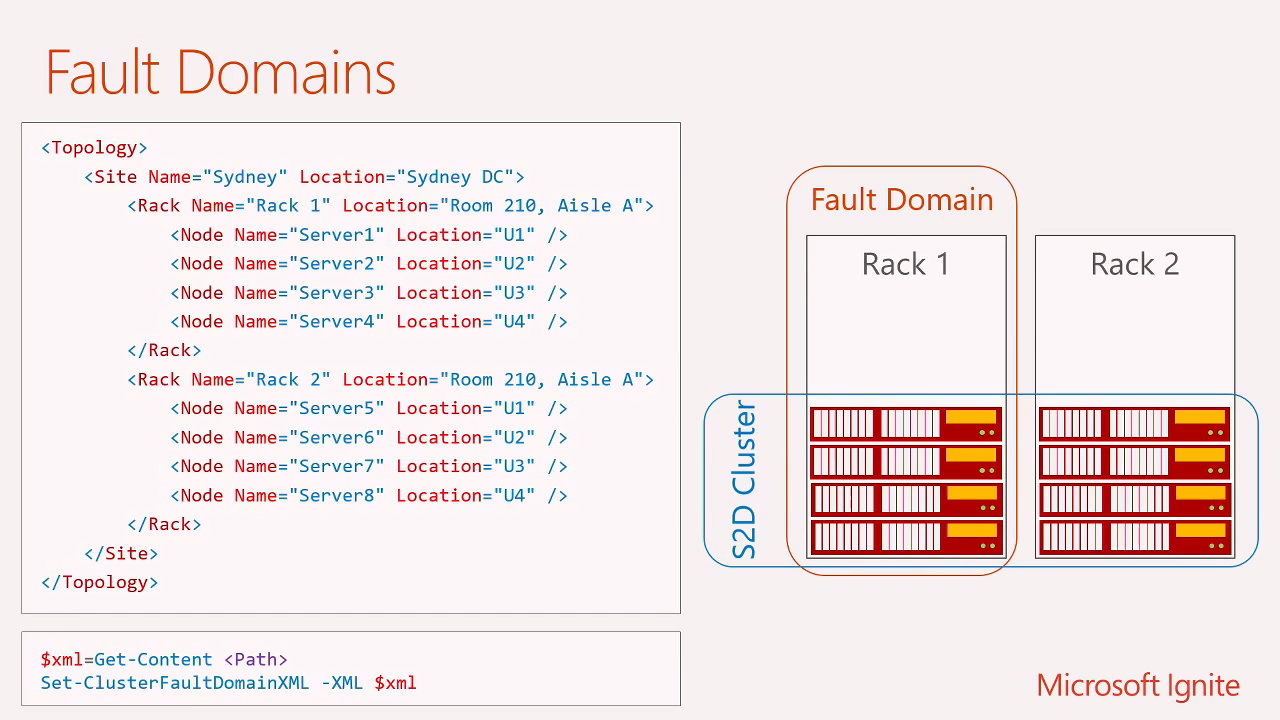 Fault Domains
<Topology>
<Site Name="Sydney" Location="Sydney DC">
<Rack Name="Rack 1" Location="Room 210, Aisle A">
<Node Name="Server1" Location="U1" />
<Node Name="Server2" Location="U2" />
<Node Name="Server3" Location="U3" />
<Node Name="Server4" Location="U4" />
</Rack>
<Rack Name="Rack 2" Location="Room 210, Aisle A">
<Node Name="Server5" Location="U1" />
<Node Name="Server6" Location="U2" />
<Node Name="Server7" Location="U3" />
<Node Name="Server8" Location="U4" />
</Rack>
</Site>
</Topology>
$xml=Get-Content <Path>
Set-ClusterFaultDomainXML -XML $xml
Fault Domain
Rack 1
Rack 2
S2D Cluster
Microsoft Ignite